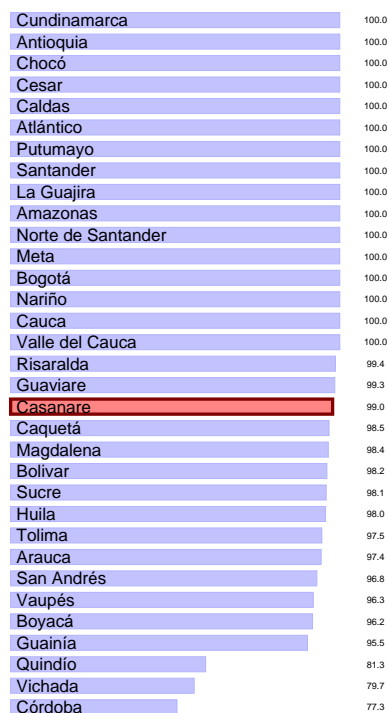 Cundinamarca 100.0
Antioquia 100.0
Chocó 100.0
Cesar 100.0
Caldas 100.0
Atlántico 100.0
Putumayo 100.0
Santander 100.0
La Guajira 100.0
Amazonas 100.0
Norte de Santander 100.0
Meta 100.0
Bogotá 100.0
Nariño 100.0
Cauca 100.0
Valle del Cauca 100.0
Risaralda 99.4
Guaviare 99.3
Casanare 99.0
Caquetá 98.5
Magdalena 98.4
Bolivar 98.2
Sucre 98.1
Huila 98.0
Tolima 97.5
Arauca 97.4
San Andrés 96.8
Vaupés 96.3
Boyacá 96.2
Guainía 95.5
Quindío 81.3
Vichada 79.7
Córdoba 77.3